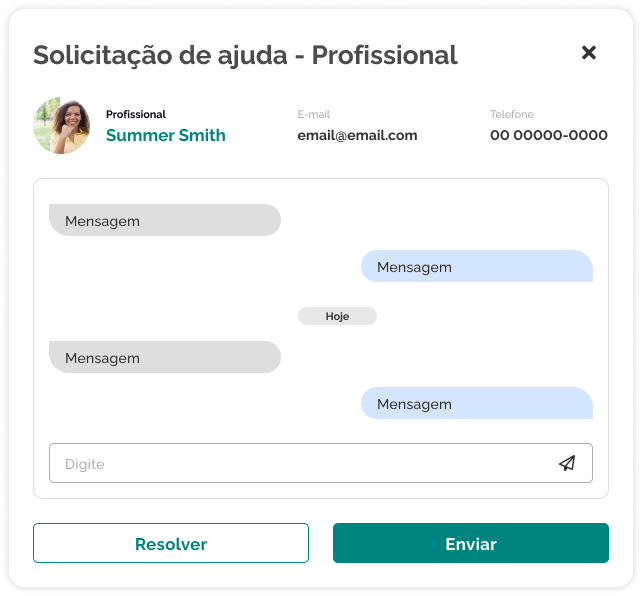 Solicitação de ajuda - Profissional
Profissional
Summer Smith
E-mail
email@email.com
Telefone
00 00000-0000
Mensagem
Mensagem
Hoje
Mensagem
Mensagem
Digite
Resolver
Enviar